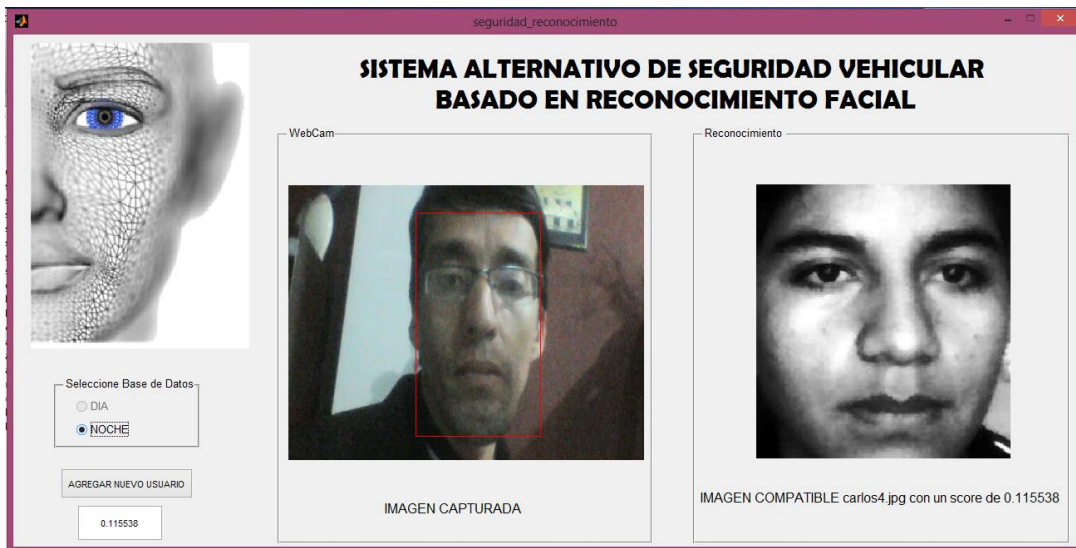 seguridad_reconocimiento
SISTEMA ALTERNATIVO DE SEGURIDAD VEHICULAR
BASADO EN RECONOCIMIENTO FACIAL
WebCam
Reconocimiento
Seleccione Base de Datos
DIA
NOCHE
AGREGAR NUEVO USUARIO
0.115538
IMAGEN CAPTURADA
IMAGEN COMPATIBLE carlos4.jpg con un score de 0.115538